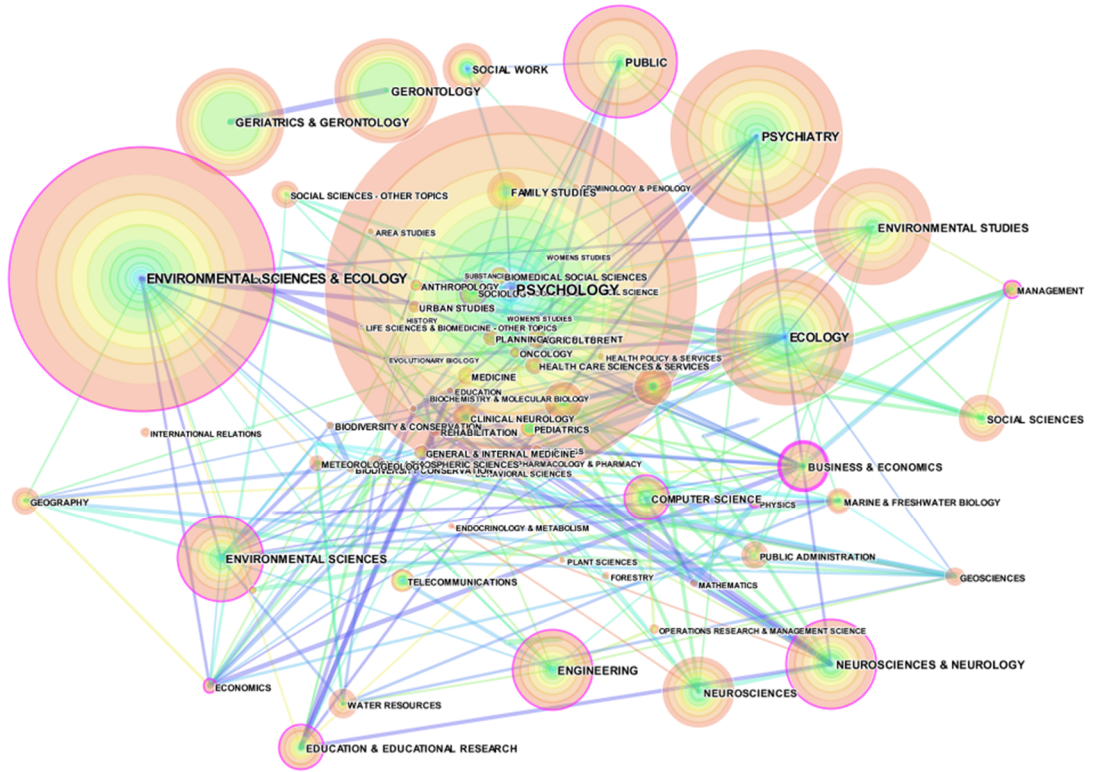 PUBLIC
SOCIAL WORK
GERONTOLOGY
GERIATRICS & GERONTOLOGY
PSYCHIATRY
SOCIAL SCIENCES - OTHER TOPICS
FAMILY STUDIES
CRIMINOLOGY & PENOLOGY
AREA STUDIES
ENVIRONMENTAL STUDIES
WOMENS STUDIES
ENVIRONMENTAL SCIENCES & ECOLOGY
BIOMEDICAL SOCIAL SCIENCES
ANTHROPOLOGY
PSYCHOLOGY
SCIENCE
MANAGEMENT
URBAN STUDIES
HISTORY
WOMEN'S STUDIES
LIFE SCIENCES & BIOMEDICINE - OTHER TOPICS
ECOLOGY
ONCOLOGY
EVOLUTIONARY BIOLOGY
HEALTH POLICY & SERVICES
HEALTH CARE SCIENCES & SERVICES
MEDICINE
EDUCATION
BIOCHEMISTRY & MOLECULAR BIOLOGY
CLINICAL NEUROLOGY
SOCIAL SCIENCES
BIODIVERSITY & CONSERVATION
REHABILITATION
PEDIATRICS
INTERNATIONAL RELATIONS
GENERAL & INTERNAL MEDICINE
PHARMACOLOGY & PHARMACY
BUSINESS & ECONOMICS
BEHAVIORAL SCIENCES
GEOGRAPHY
COMPUTER SCIENCE
PHYSICS
MARINE & FRESHWATER BIOLOGY
ENDOCRINOLOGY & METABOLISM
ENVIRONMENTAL SCIENCES
PLANT SCIENCES
PUBLIC ADMINISTRATION
TELECOMMUNICATIONS
FORESTRY
MATHEMATICS
GEOSCIENCES
OPERATIONS RESEARCH & MANAGEMENT SCIENCE
ENGINEERING
NEUROSCIENCES & NEUROLOGY
ECONOMICS
NEUROSCIENCES
WATER RESOURCES
EDUCATION & EDUCATIONAL RESEARCH